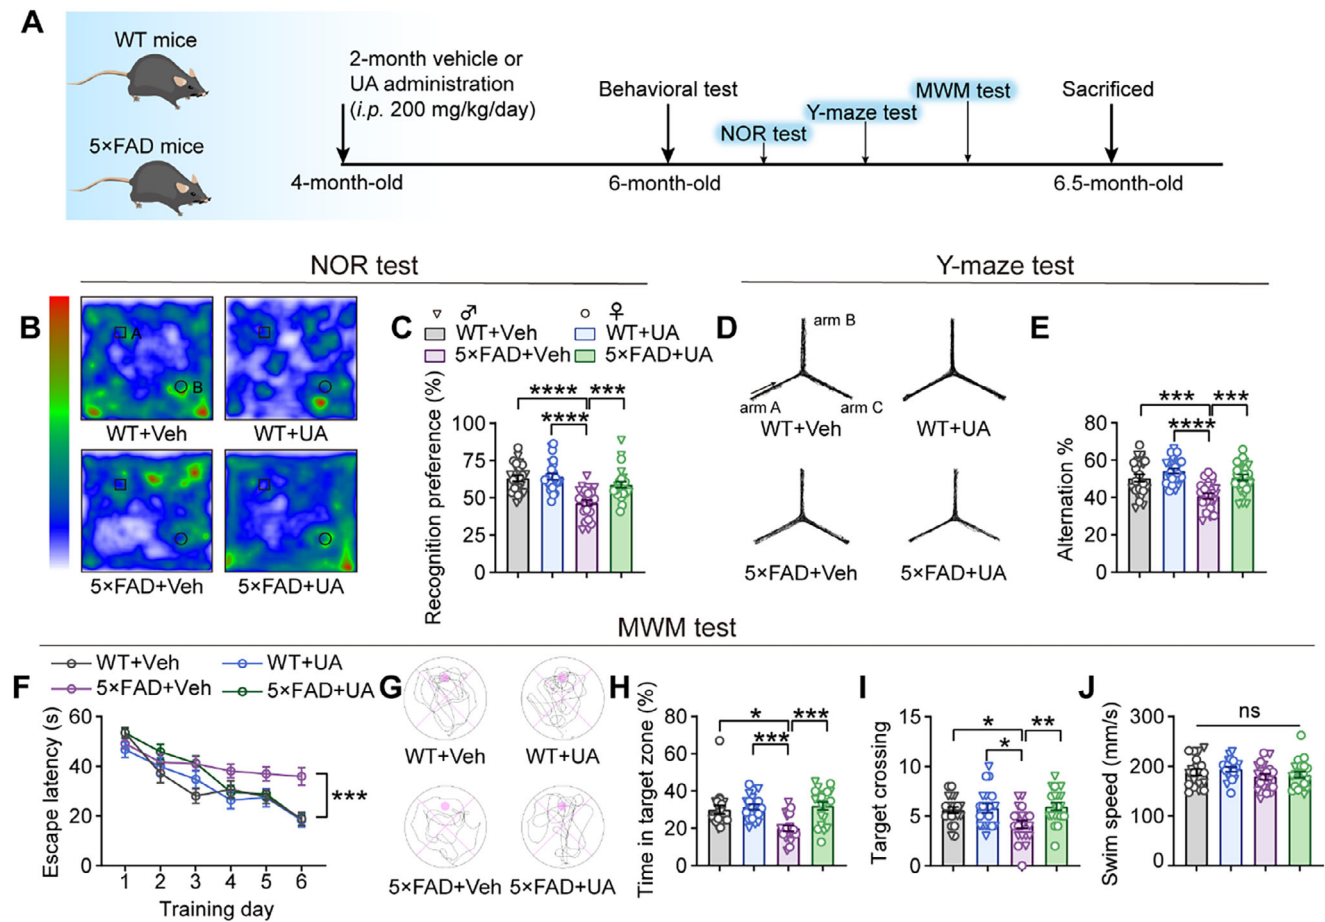 A
WT mice
5×FAD mice
2-month vehicle or
UA administration
(i.p. 200 mg/kg/day)
Behavioral test
NOR test
Y-maze test
MWM test
Sacrificed
4-month-old
6-month-old
6.5-month-old
NOR test
Y-maze test
B
A
B
WT+Veh
WT+UA
5×FAD+Veh
5×FAD+UA
C
▽ ♂ ○ ♀
WT+Veh
WT+UA
5×FAD+Veh
5×FAD+UA
Recognition preference (%)
100
75
50
25
0
****
***
****
D
arm B
arm A
arm C
WT+Veh
WT+UA
5×FAD+Veh
5×FAD+UA
E
Alternation %
80
60
40
20
0
***
***
****
MWM test
F
WT+Veh
WT+UA
5×FAD+Veh
5×FAD+UA
Escape latency (s)
60
40
20
0
***
1 2 3 4 5 6
Training day
G
WT+Veh
WT+UA
5×FAD+Veh
5×FAD+UA
H
Time in target zone (%)
80
60
40
20
0
*
***
***
I
Target crossing
15
10
5
0
*
**
*
J
Swim speed (mm/s)
300
200
100
0
ns